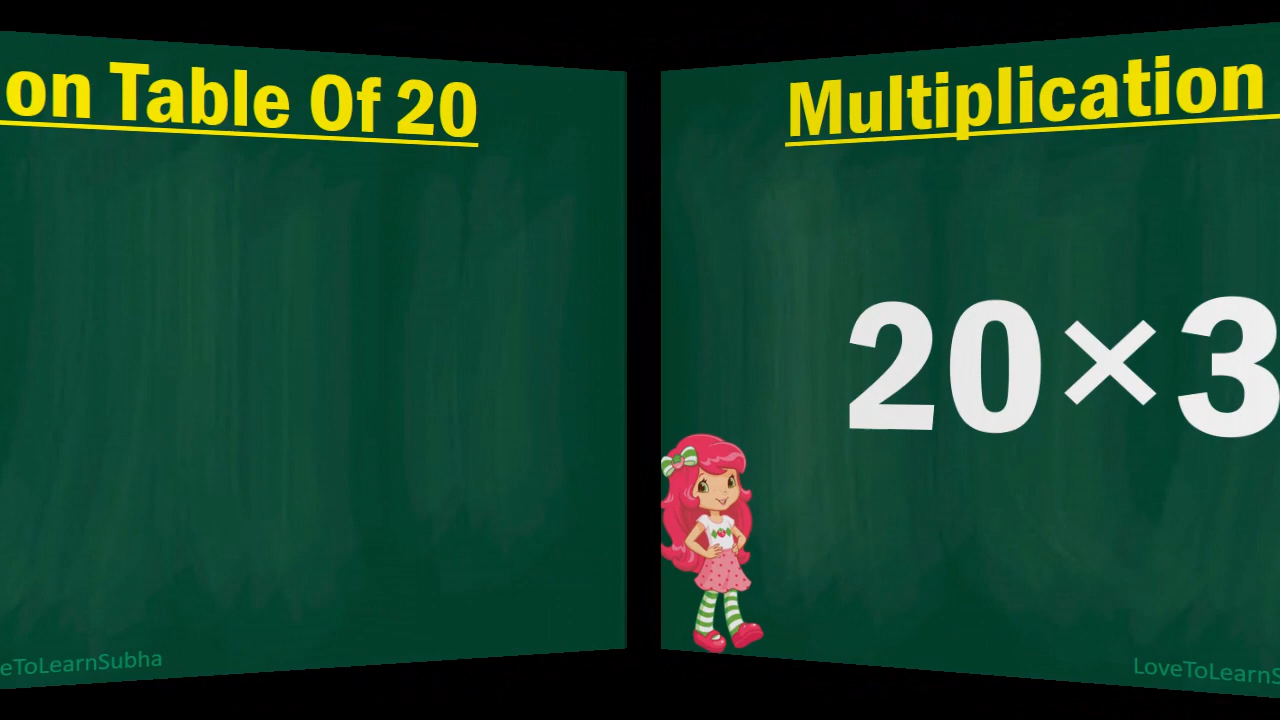 on Table Of 20
eToLearnSubha
Multiplication
20×3
LoveToLearnS